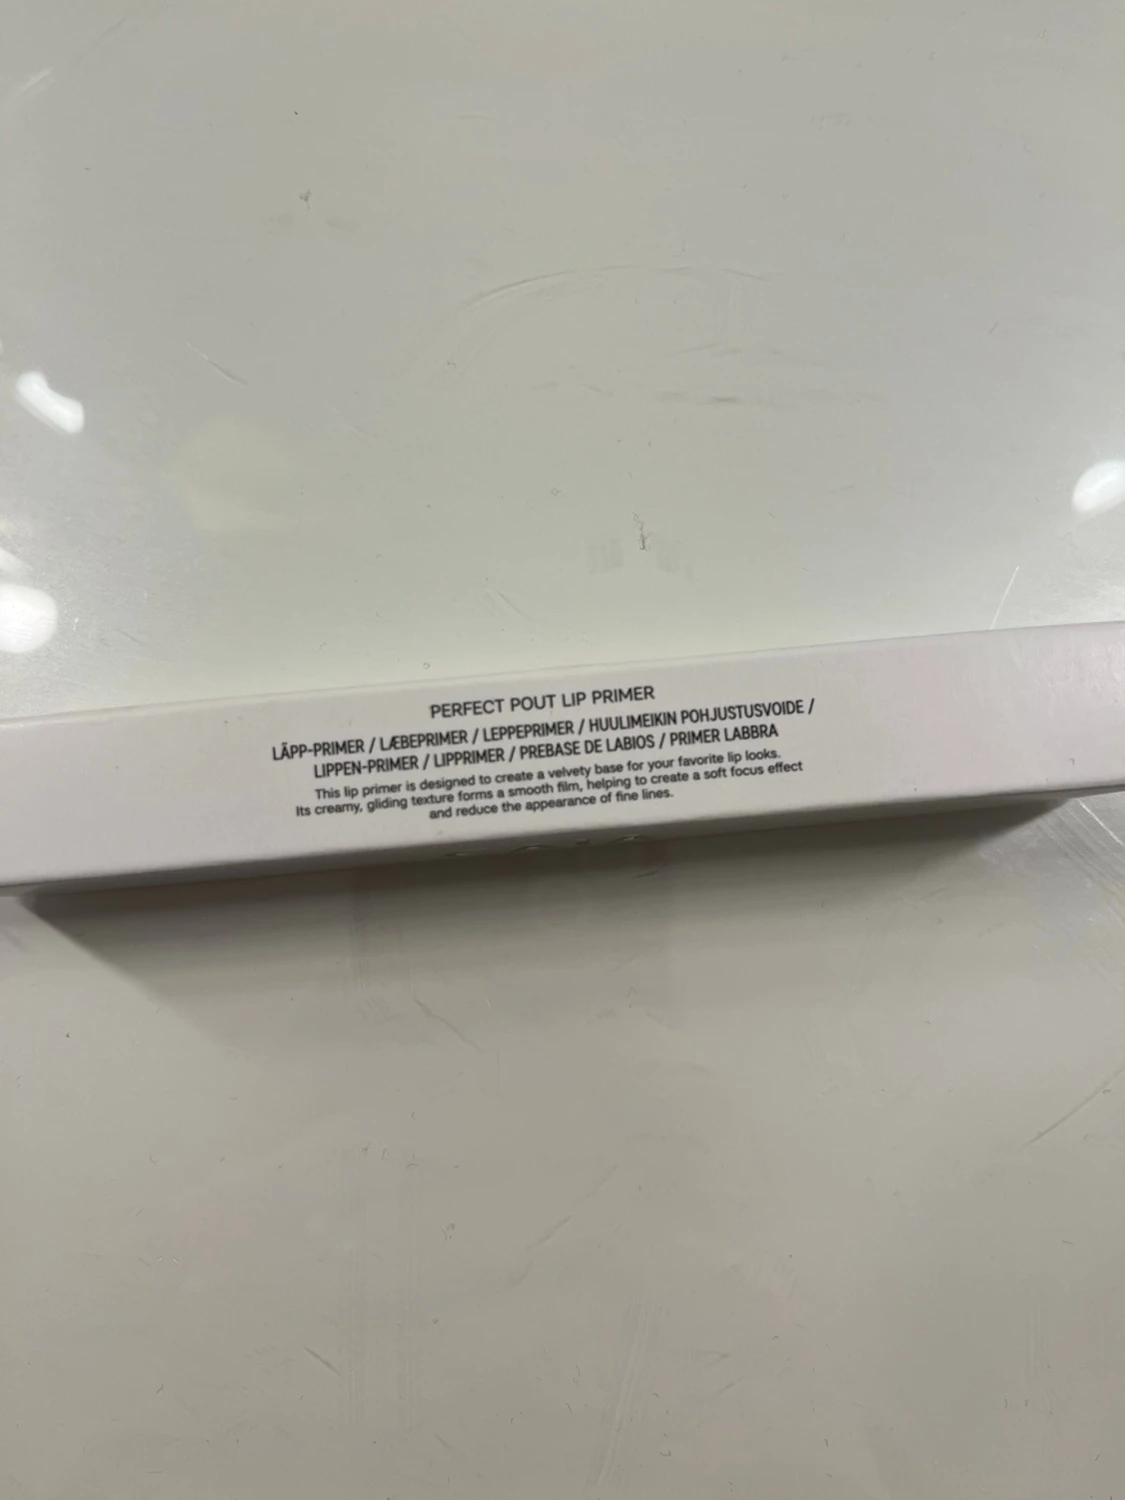 PERFECT POUT LIP PRIMER
LÄPP-PRIMER / LÆBEPRIMER / LEPPEPRIMER / HUULIMEIKIN POHJUSTUSVOIDE /
LIPPEN-PRIMER / LIPPRIMER / PREBASE DE LABIOS / PRIMER LABBRA
This lip primer is designed to create a velvety base for your favorite lip looks.
Its creamy, gliding texture forms a smooth film, helping to create a soft focus effect
and reduce the appearance of fine lines.